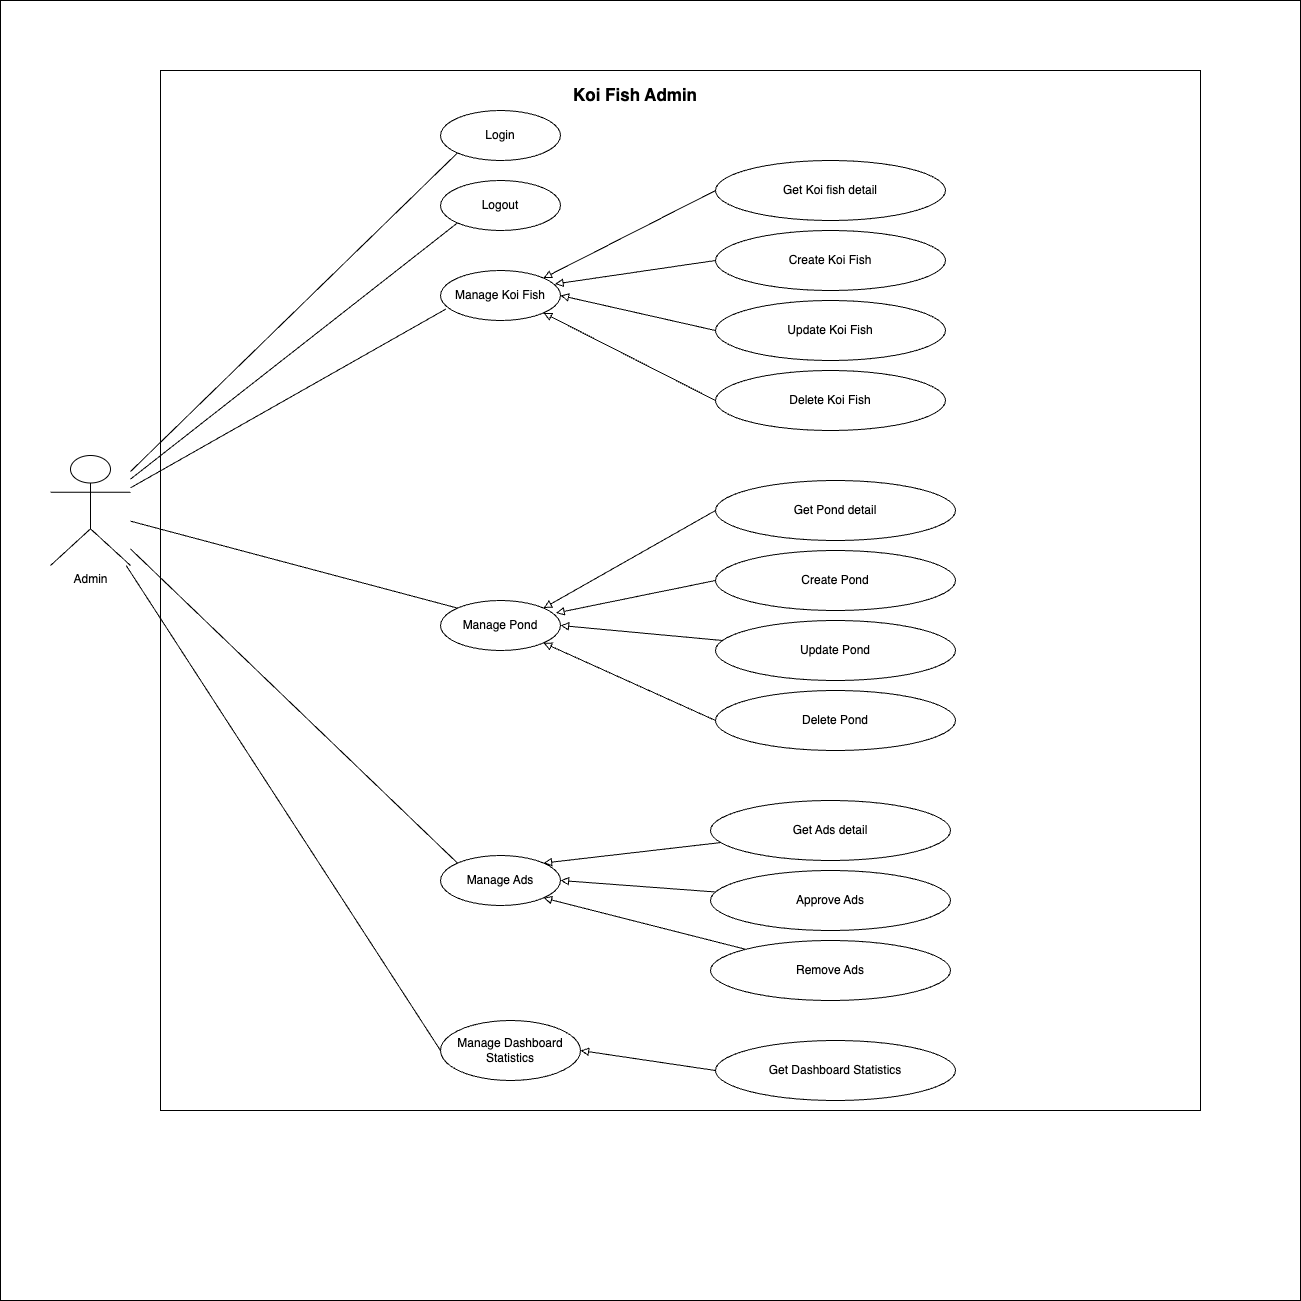 Koi Fish Admin
Login
Logout
Manage Koi Fish
Get Koi fish detail
Create Koi Fish
Update Koi Fish
Delete Koi Fish
Admin
Manage Pond
Get Pond detail
Create Pond
Update Pond
Delete Pond
Manage Ads
Get Ads detail
Approve Ads
Remove Ads
Manage Dashboard
Statistics
Get Dashboard Statistics